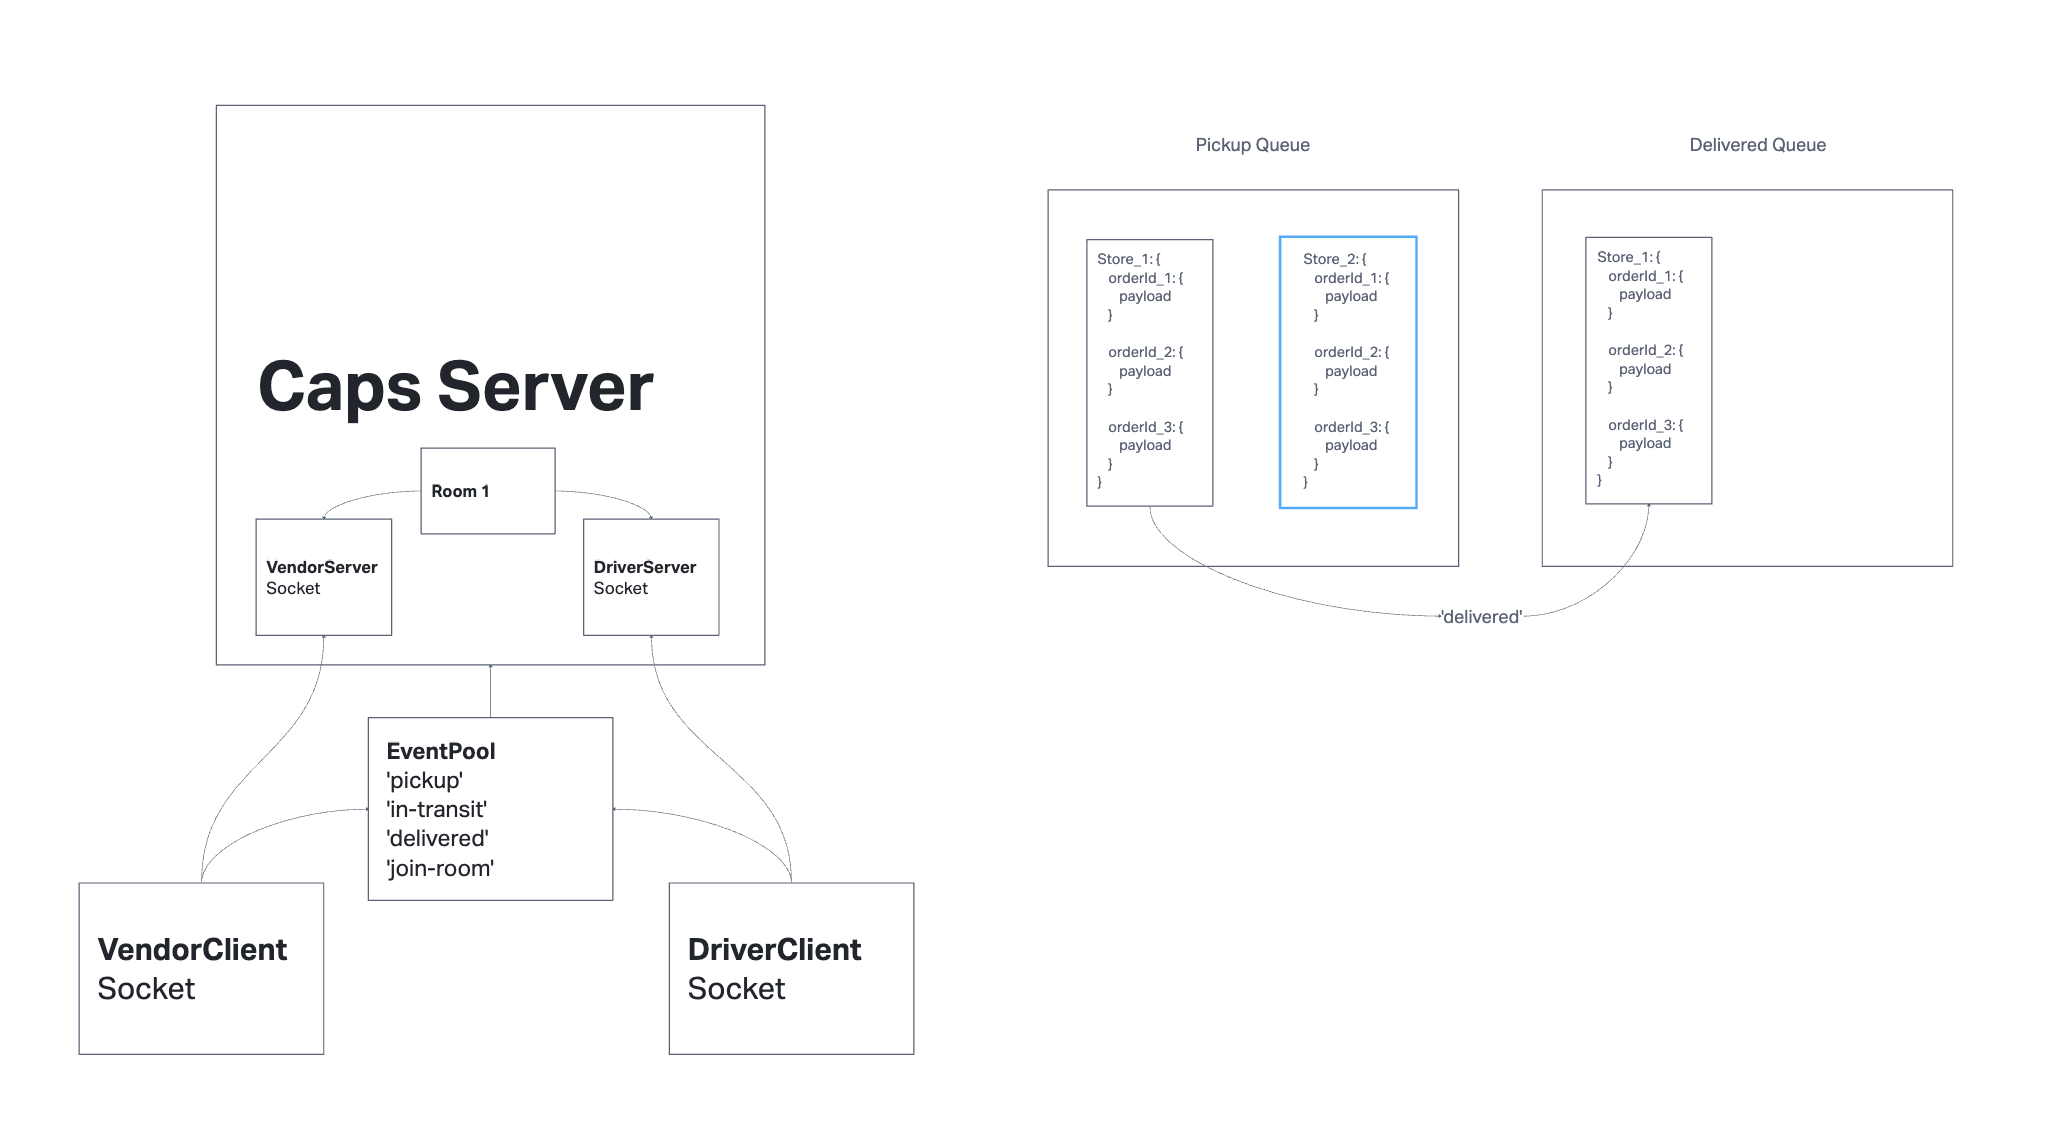 Caps Server
Room 1
VendorServer
Socket
DriverServer
Socket
EventPool
'pickup'
'in-transit'
'delivered'
'join-room'
VendorClient
Socket
DriverClient
Socket
Pickup Queue
Store_1: {
orderId_1: {
payload
}
orderId_2: {
payload
}
orderId_3: {
payload
}
}
Store_2: {
orderId_1: {
payload
}
orderId_2: {
payload
}
orderId_3: {
payload
}
}
Delivered Queue
Store_1: {
orderId_1: {
payload
}
orderId_2: {
payload
}
orderId_3: {
payload
}
}
'delivered'